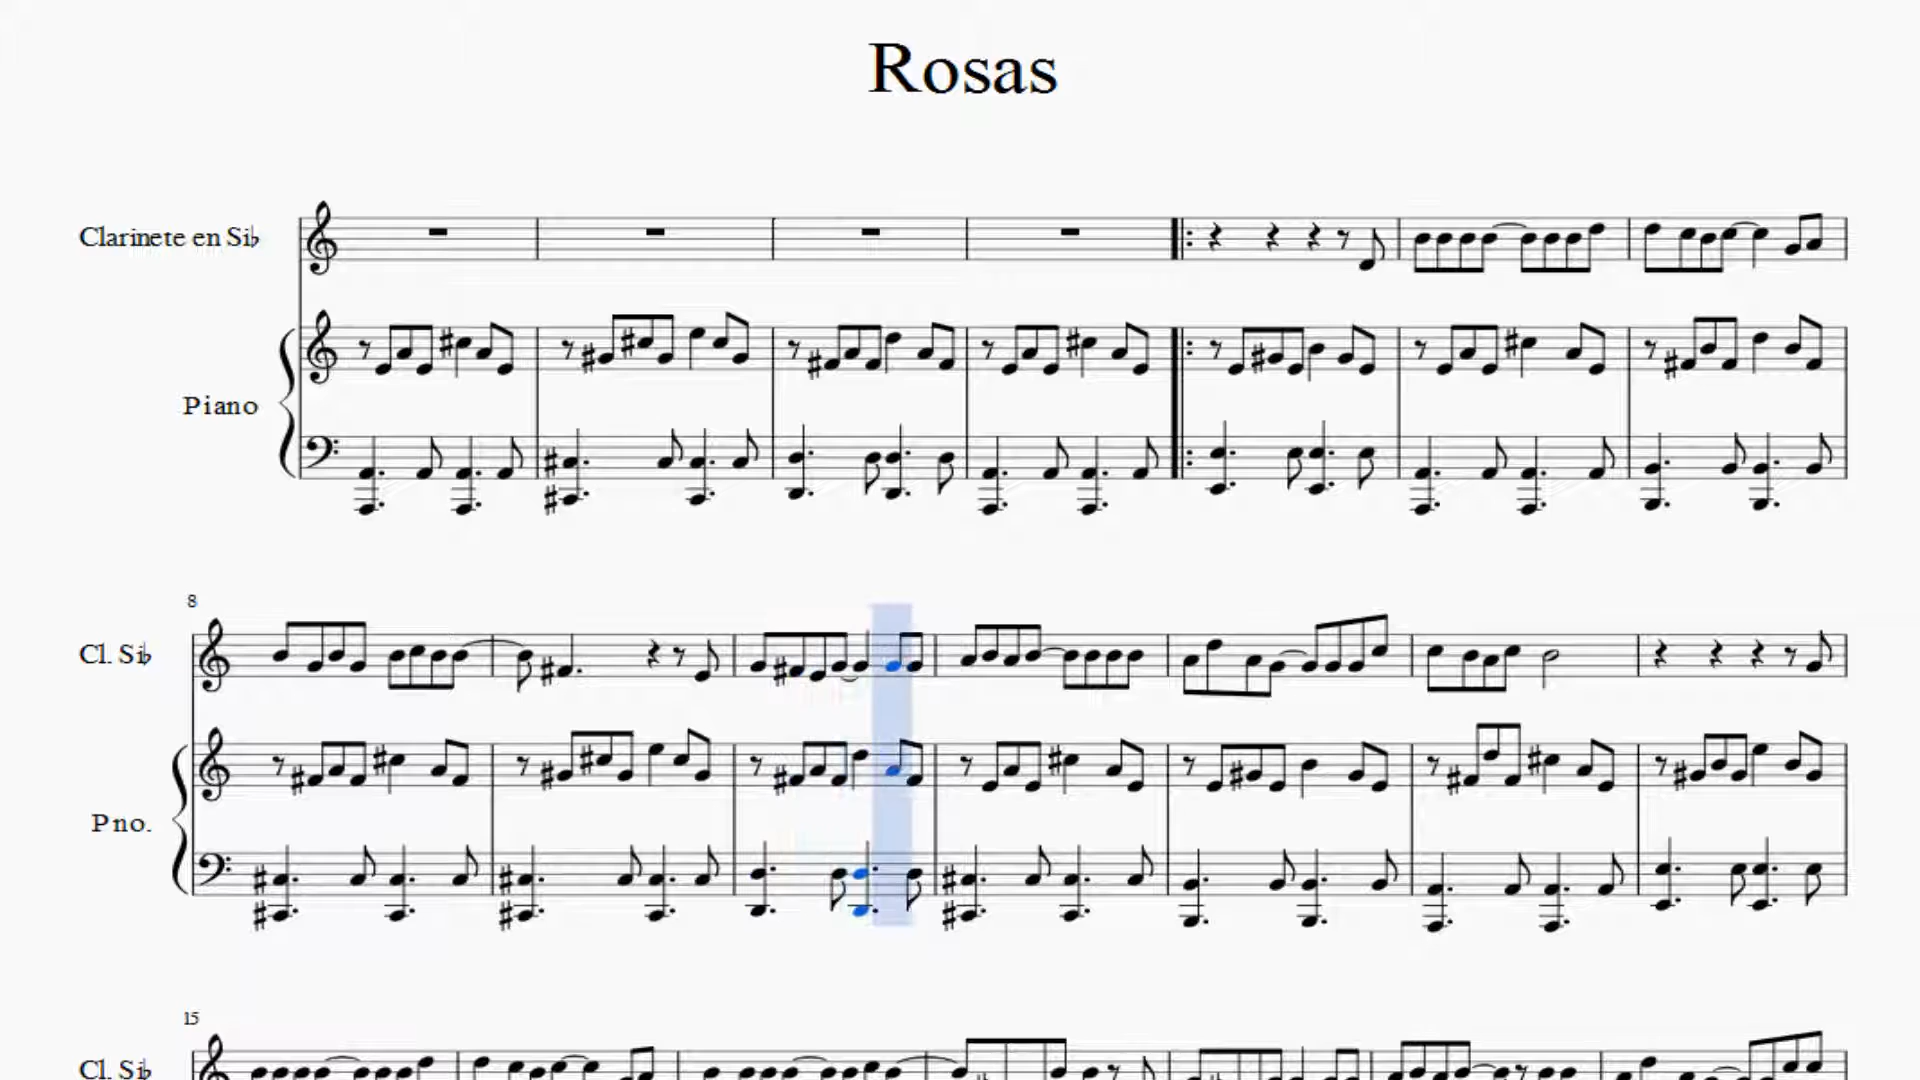 Rosas
Clarinete en Si♭
Piano
8
Cl. Si♭
Pno.
15
Cl. Si♭